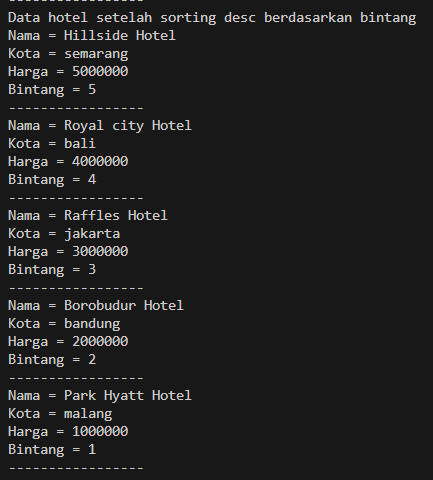 -----------------
Data hotel setelah sorting desc berdasarkan bintang
Nama = Hillside Hotel
Kota = semarang
Harga = 5000000
Bintang = 5
-----------------
Nama = Royal city Hotel
Kota = bali
Harga = 4000000
Bintang = 4
-----------------
Nama = Raffles Hotel
Kota = jakarta
Harga = 3000000
Bintang = 3
-----------------
Nama = Borobudur Hotel
Kota = bandung
Harga = 2000000
Bintang = 2
-----------------
Nama = Park Hyatt Hotel
Kota = malang
Harga = 1000000
Bintang = 1
-----------------